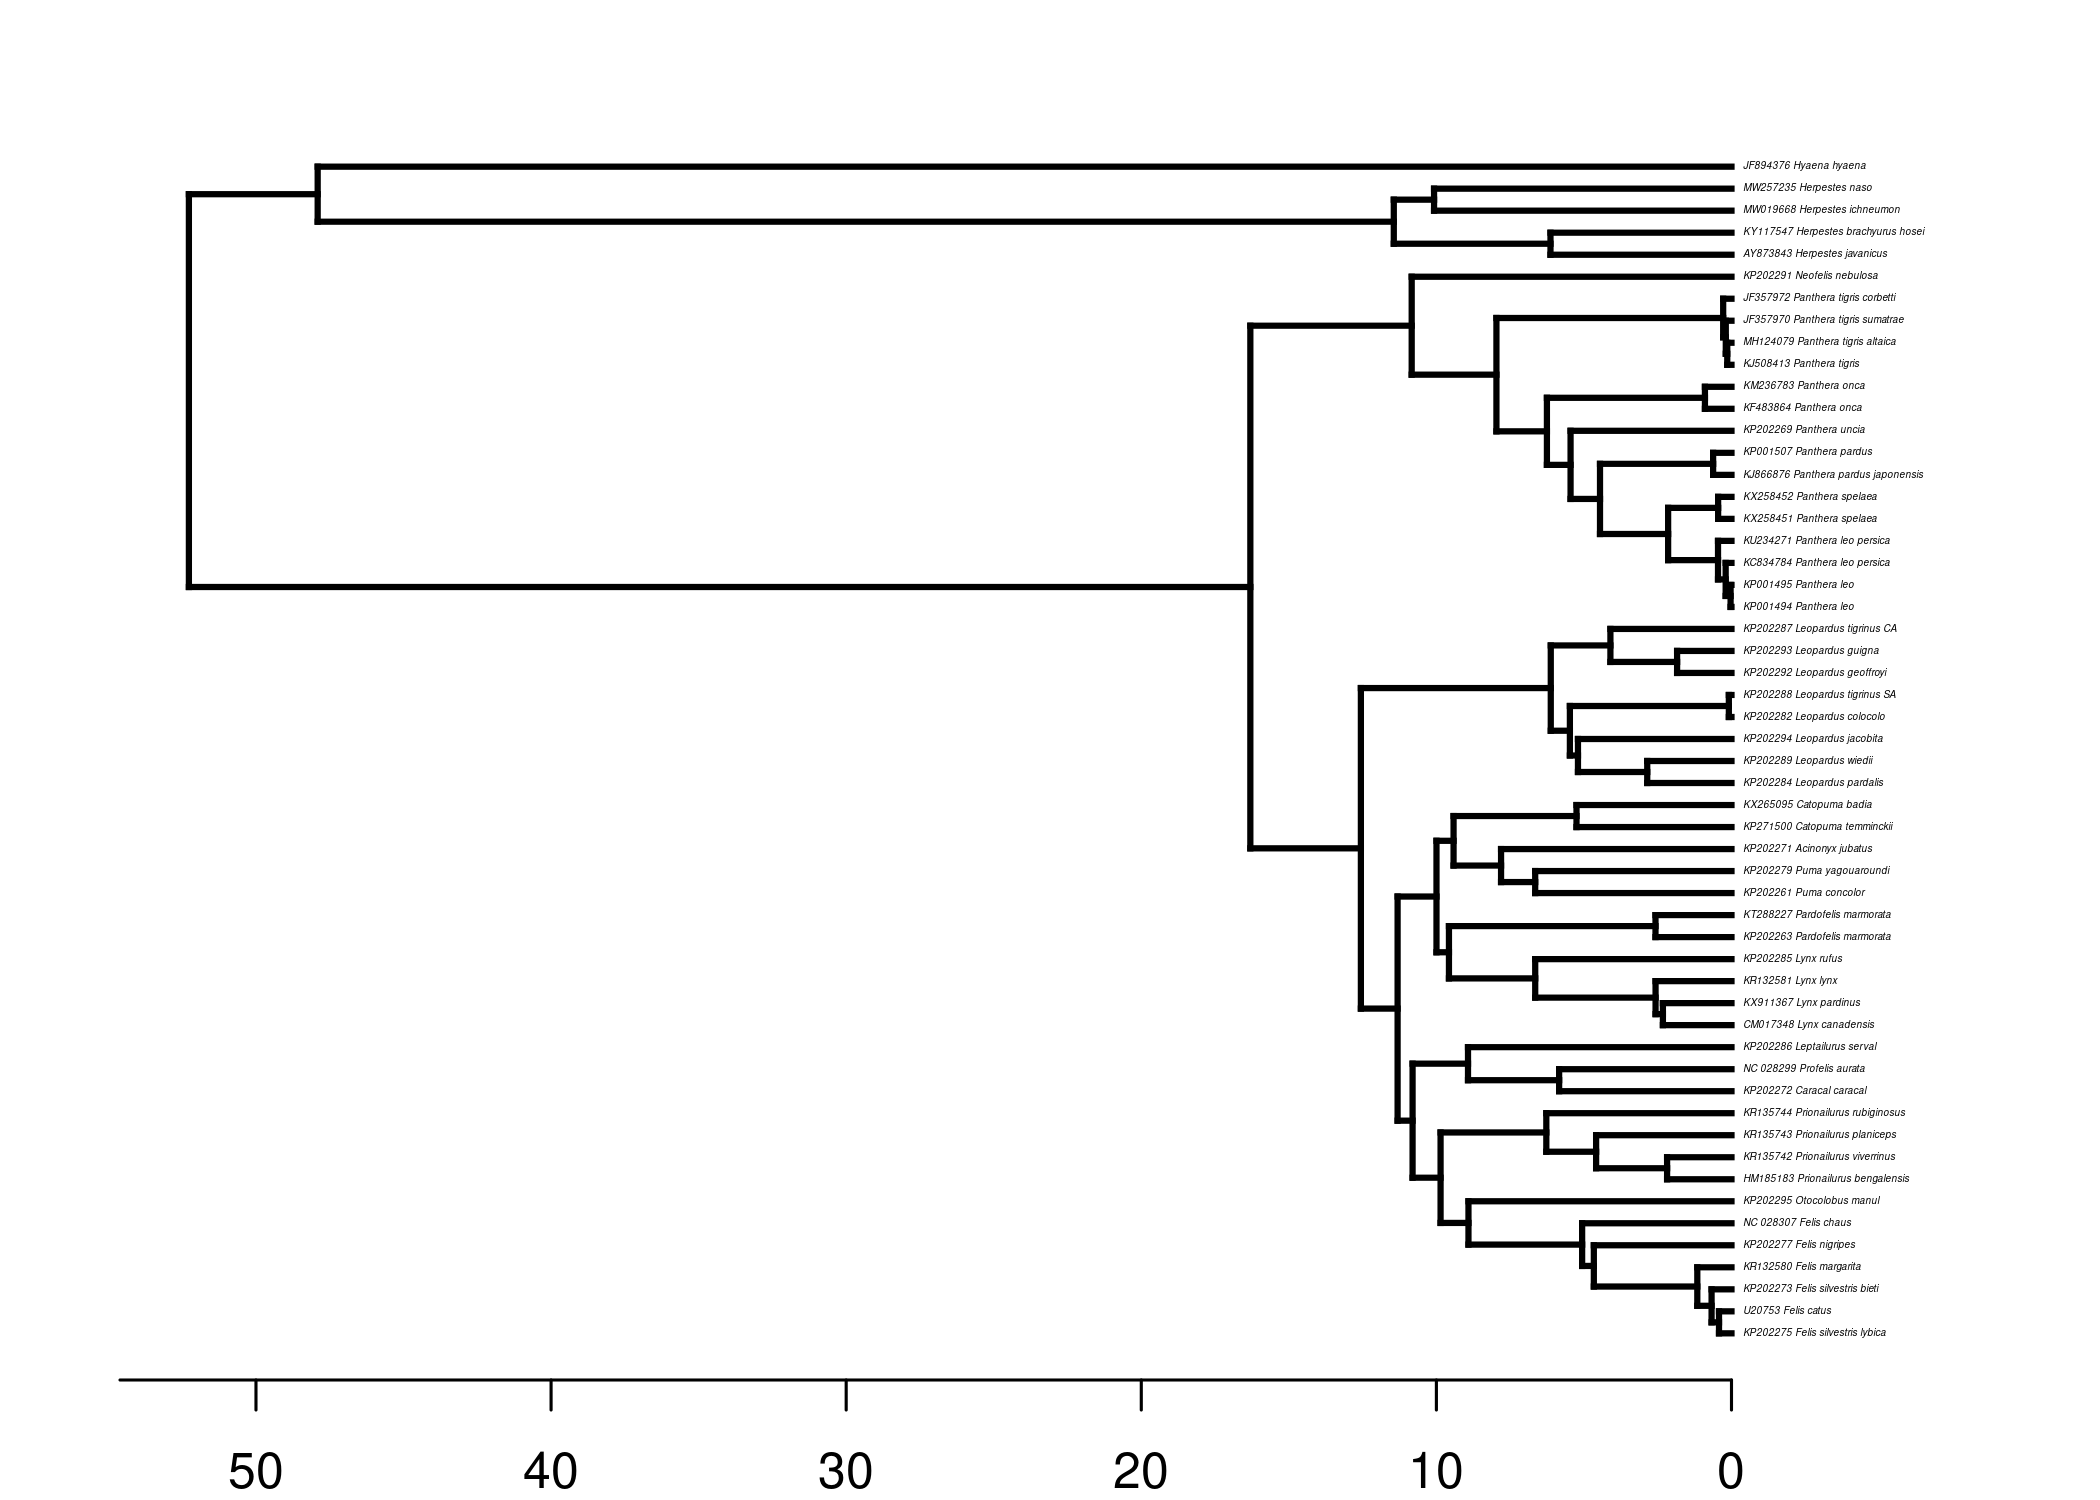 JF894376 Hyaena hyaena
MW257235 Herpestes naso
MW019668 Herpestes ichneumon
KY117547 Herpestes brachyurus hosei
AY873843 Herpestes javanicus
KP202291 Neofelis nebulosa
JF357972 Panthera tigris corbetti
JF357970 Panthera tigris sumatrae
MH124079 Panthera tigris altaica
KJ508413 Panthera tigris
KM236783 Panthera onca
KF483864 Panthera onca
KP202269 Panthera uncia
KP001507 Panthera pardus
KJ866876 Panthera pardus japonensis
KX258452 Panthera spelaea
KX258451 Panthera spelaea
KU234271 Panthera leo persica
KC834784 Panthera leo persica
KP001495 Panthera leo
KP001494 Panthera leo
KP202287 Leopardus tigrinus CA
KP202293 Leopardus guigna
KP202292 Leopardus geoffroyi
KP202288 Leopardus tigrinus SA
KP202282 Leopardus colocolo
KP202294 Leopardus jacobita
KP202289 Leopardus wiedii
KP202284 Leopardus pardalis
KX265095 Catopuma badia
KP271500 Catopuma temminckii
KP202271 Acinonyx jubatus
KP202279 Puma yagouaroundi
KP202261 Puma concolor
KT288227 Pardofelis marmorata
KP202263 Pardofelis marmorata
KP202285 Lynx rufus
KR132581 Lynx lynx
KX911367 Lynx pardinus
CM017348 Lynx canadensis
KP202286 Leptailurus serval
NC 028299 Profelis aurata
KP202272 Caracal caracal
KR135744 Prionailurus rubiginosus
KR135743 Prionailurus planiceps
KR135742 Prionailurus viverrinus
HM185183 Prionailurus bengalensis
KP202295 Otocolobus manul
NC 028307 Felis chaus
KP202277 Felis nigripes
KR132580 Felis margarita
KP202273 Felis silvestris bieti
U20753 Felis catus
KP202275 Felis silvestris lybica
50 40 30 20 10 0